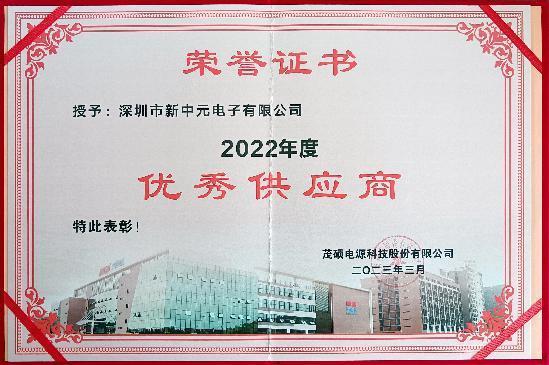 荣誉证书
授予：深圳市新中元电子有限公司
2022年度
优秀供应商
特此表彰！
茂硕电源科技股份有限公司
二〇二三年三月